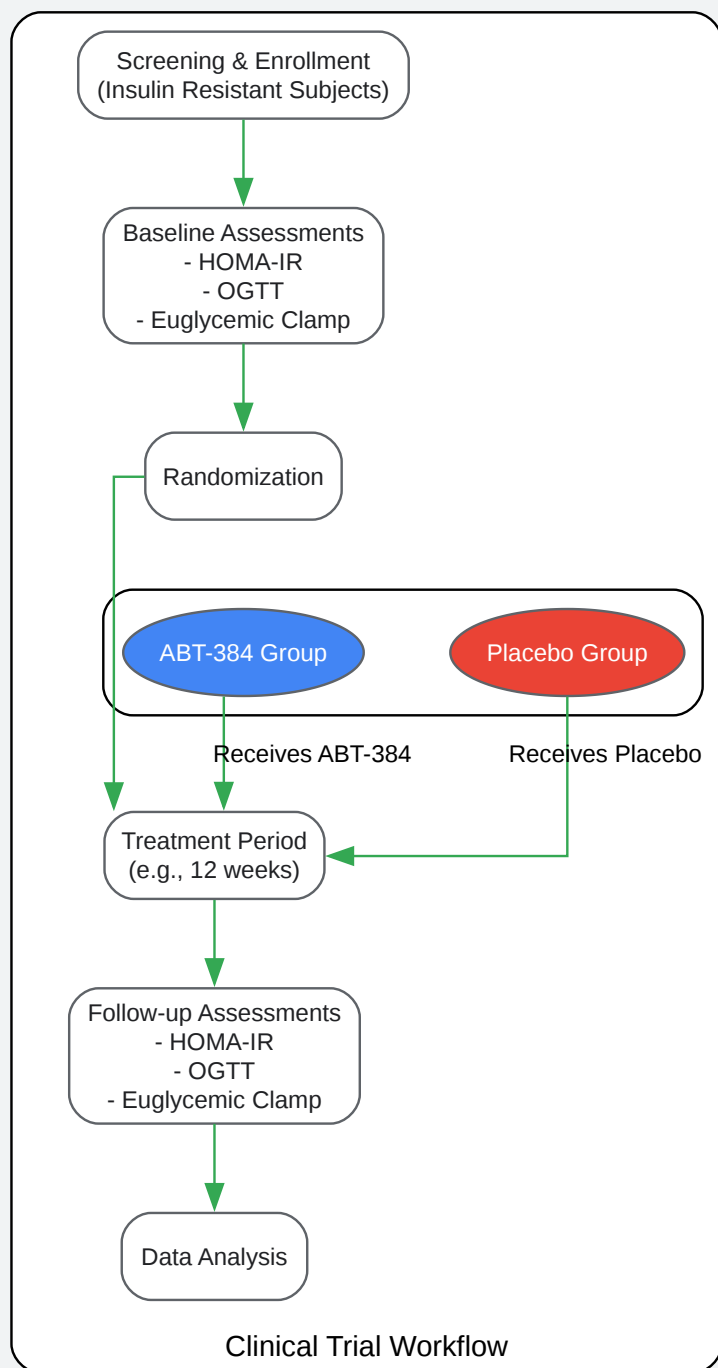 Screening & Enrollment
(Insulin Resistant Subjects)
Baseline Assessments
- HOMA-IR
- OGTT
- Euglycemic Clamp
Randomization
ABT-384 Group
Placebo Group
Receives ABT-384
Receives Placebo
Treatment Period
(e.g., 12 weeks)
Follow-up Assessments
- HOMA-IR
- OGTT
- Euglycemic Clamp
Data Analysis
Clinical Trial Workflow